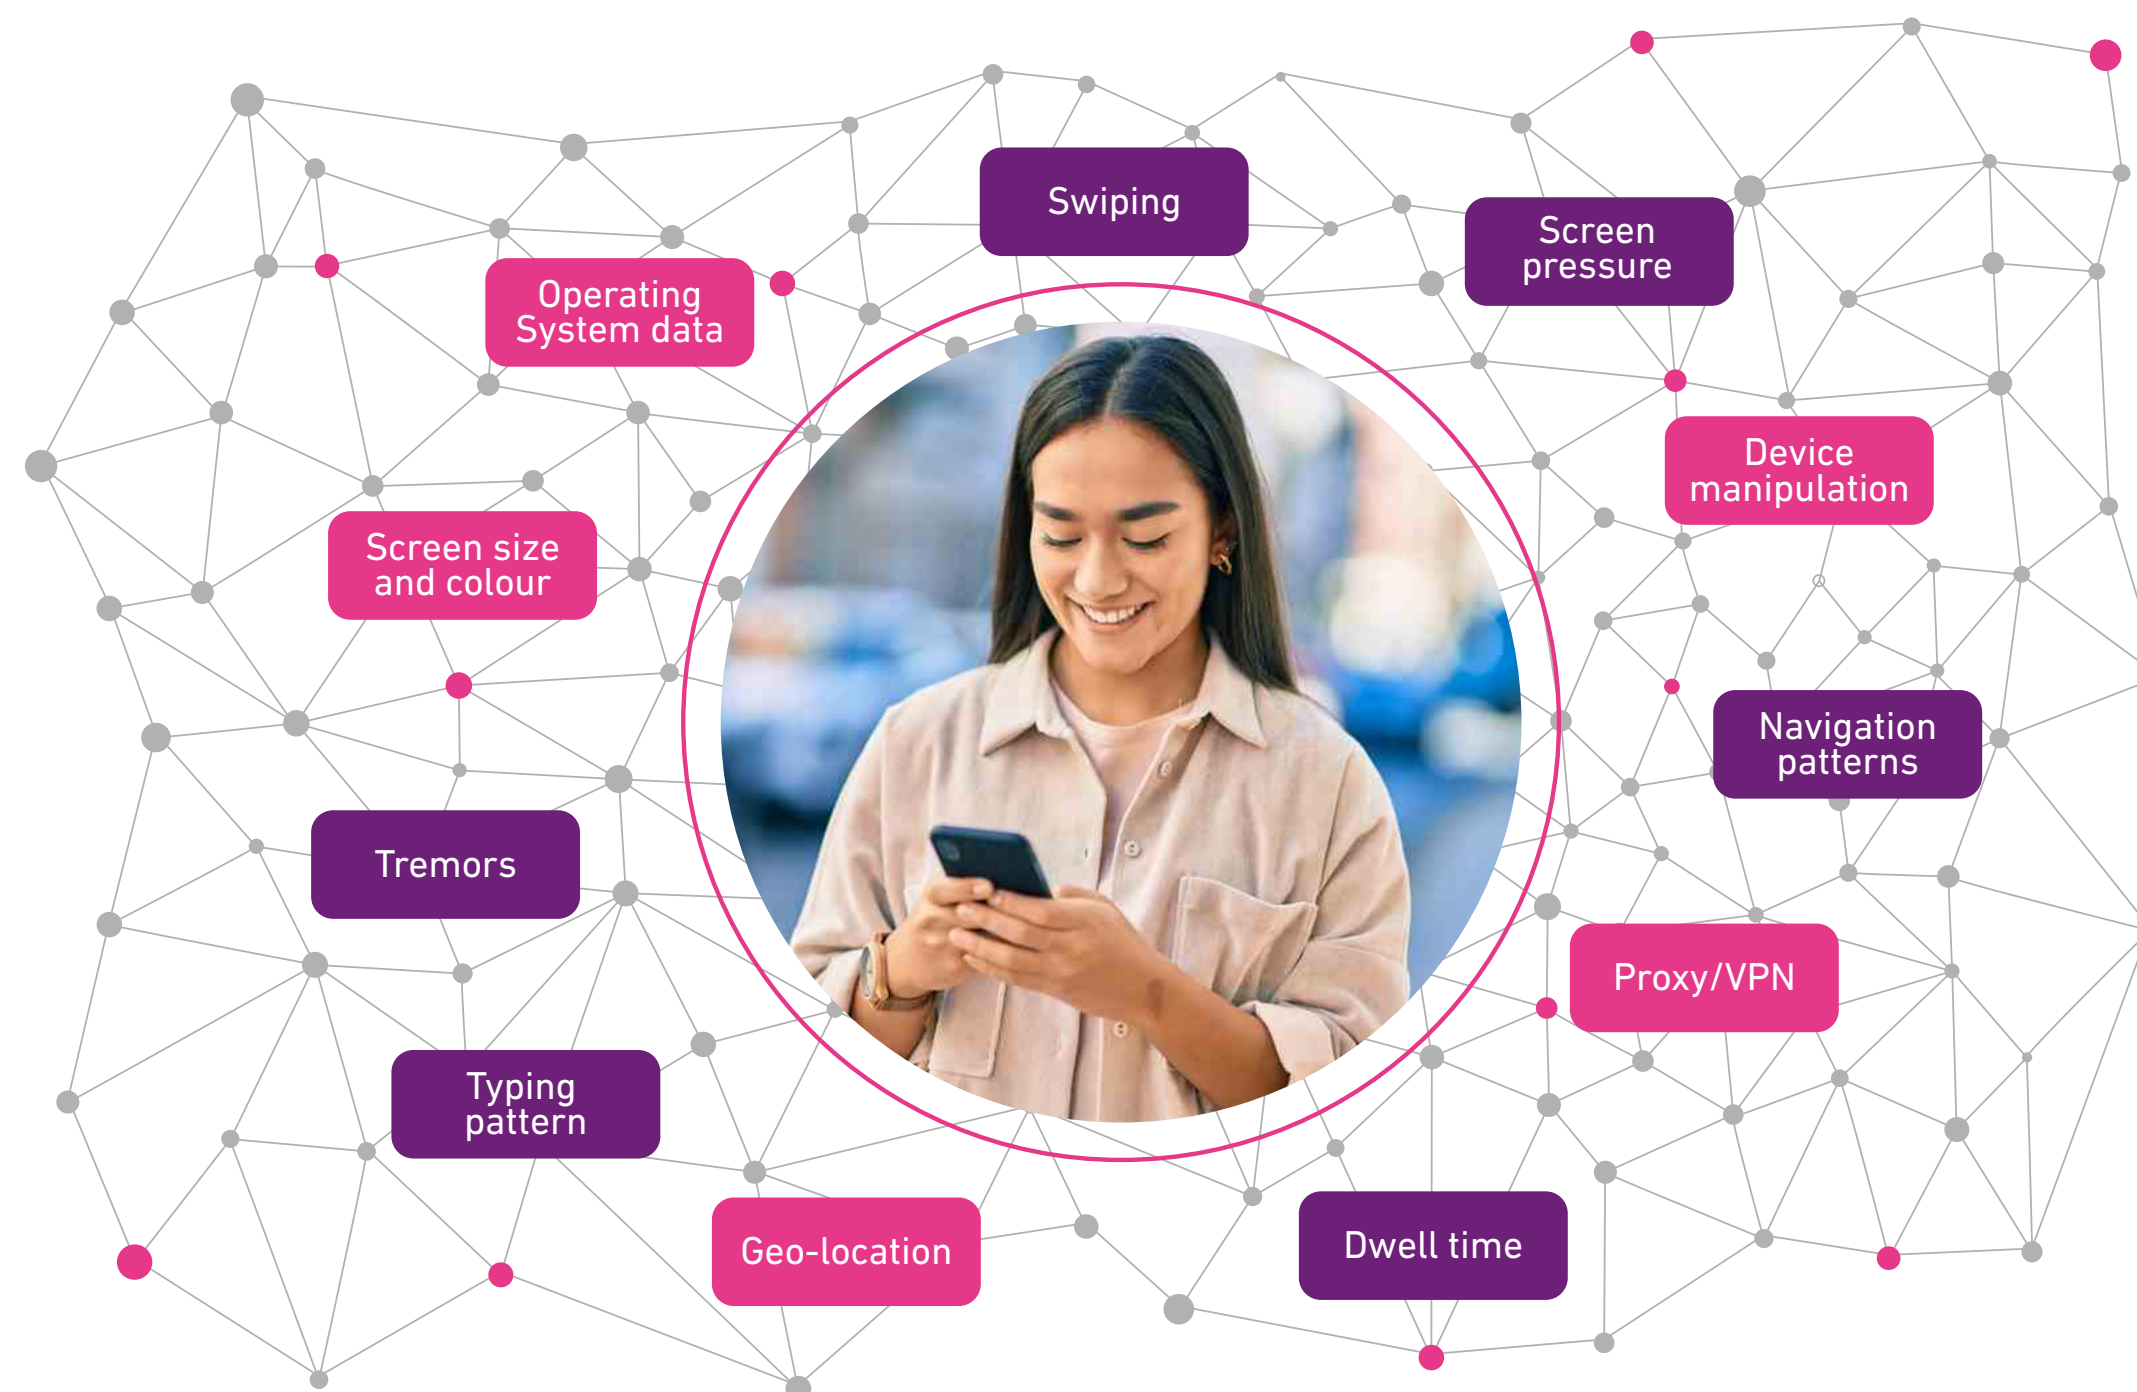 Swiping
Screen
pressure
Operating
System data
Device
manipulation
Screen size
and colour
Navigation
patterns
Tremors
Proxy/VPN
Typing
pattern
Geo-location
Dwell time